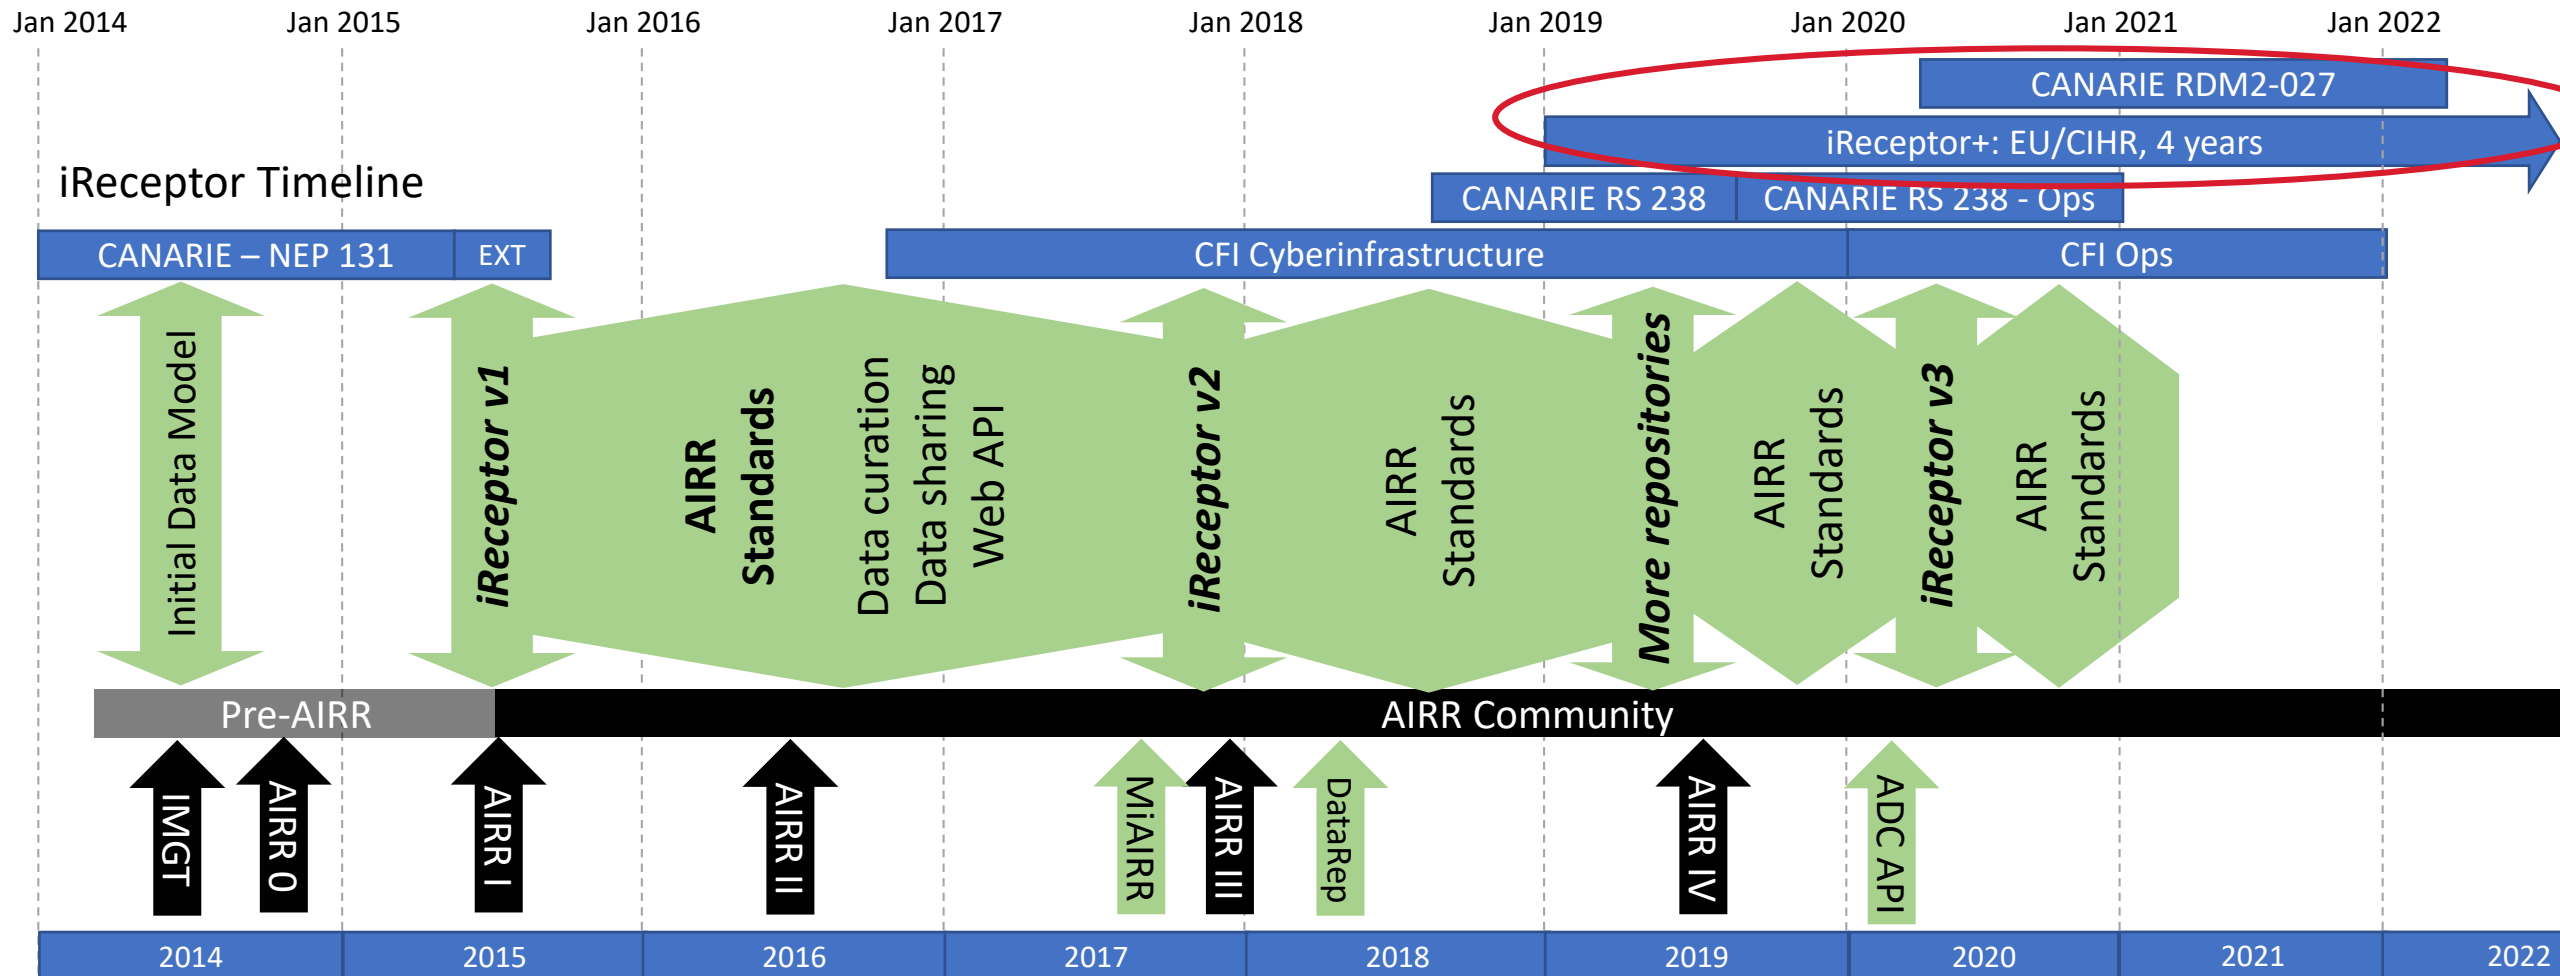 Jan 2014
Jan 2015
Jan 2016
Jan 2017
Jan 2018
Jan 2019
Jan 2020
Jan 2021
Jan 2022
CANARIE RDM2-027
iReceptor+: EU/CIHR, 4 years
iReceptor Timeline
CANARIE RS 238
CANARIE RS 238 - Ops
CANARIE – NEP 131
EXT
CFI Cyberinfrastructure
CFI Ops
Initial Data Model
iReceptor v1
AIRR
Standards
Data curation
Data sharing
Web API
iReceptor v2
AIRR
Standards
More repositories
AIRR
Standards
iReceptor v3
AIRR
Standards
Pre-AIRR
AIRR Community
IMGT
AIRR 0
AIRR I
AIRR II
MiAIRR
AIRR III
DataRep
AIRR IV
ADC API
2014
2015
2016
2017
2018
2019
2020
2021
2022